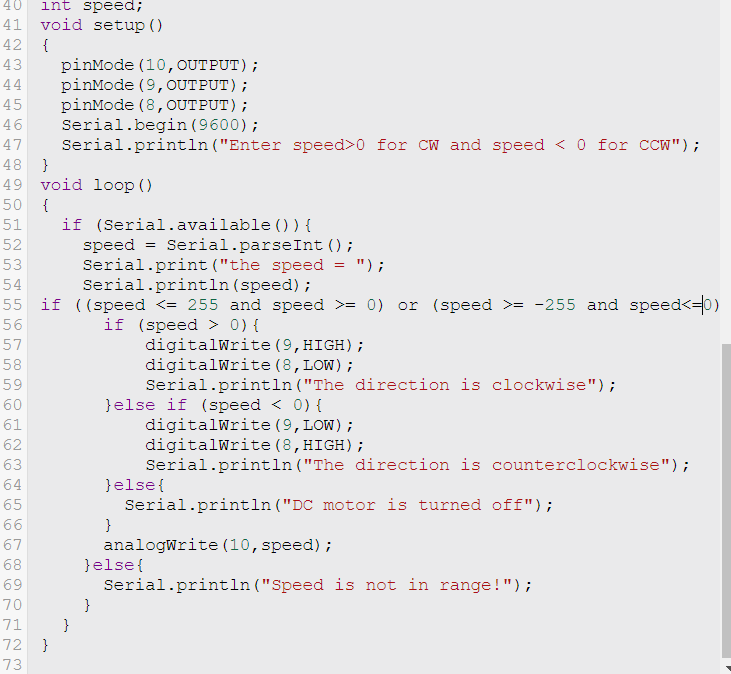 40 int speed;
41 void setup()
42 {
43   pinMode(10,OUTPUT);
44   pinMode(9,OUTPUT);
45   pinMode(8,OUTPUT);
46   Serial.begin(9600);
47   Serial.println("Enter speed>0 for CW and speed < 0 for CCW");
48 }
49 void loop()
50 {
51   if (Serial.available()){
52     speed = Serial.parseInt();
53     Serial.print("the speed = ");
54     Serial.println(speed);
55 if ((speed <= 255 and speed >= 0) or (speed >= -255 and speed<=0)
56       if (speed > 0){
57           digitalWrite(9,HIGH);
58           digitalWrite(8,LOW);
59           Serial.println("The direction is clockwise");
60       }else if (speed < 0){
61           digitalWrite(9,LOW);
62           digitalWrite(8,HIGH);
63           Serial.println("The direction is counterclockwise");
64       }else{
65         Serial.println("DC motor is turned off");
66       }
67       analogWrite(10,speed);
68     }else{
69       Serial.println("Speed is not in range!");
70     }
71   }
72 }
73